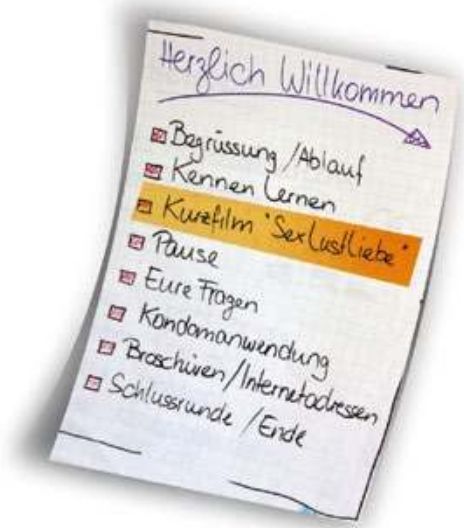 Herzlich Willkommen
Begrüssung / Ablauf
Kennen Lernen
Kurzfilm "SexLustLiebe"
Pause
Eure Fragen
Kondomanwendung
Broschüren/Internetadressen
Schlussrunde / Ende